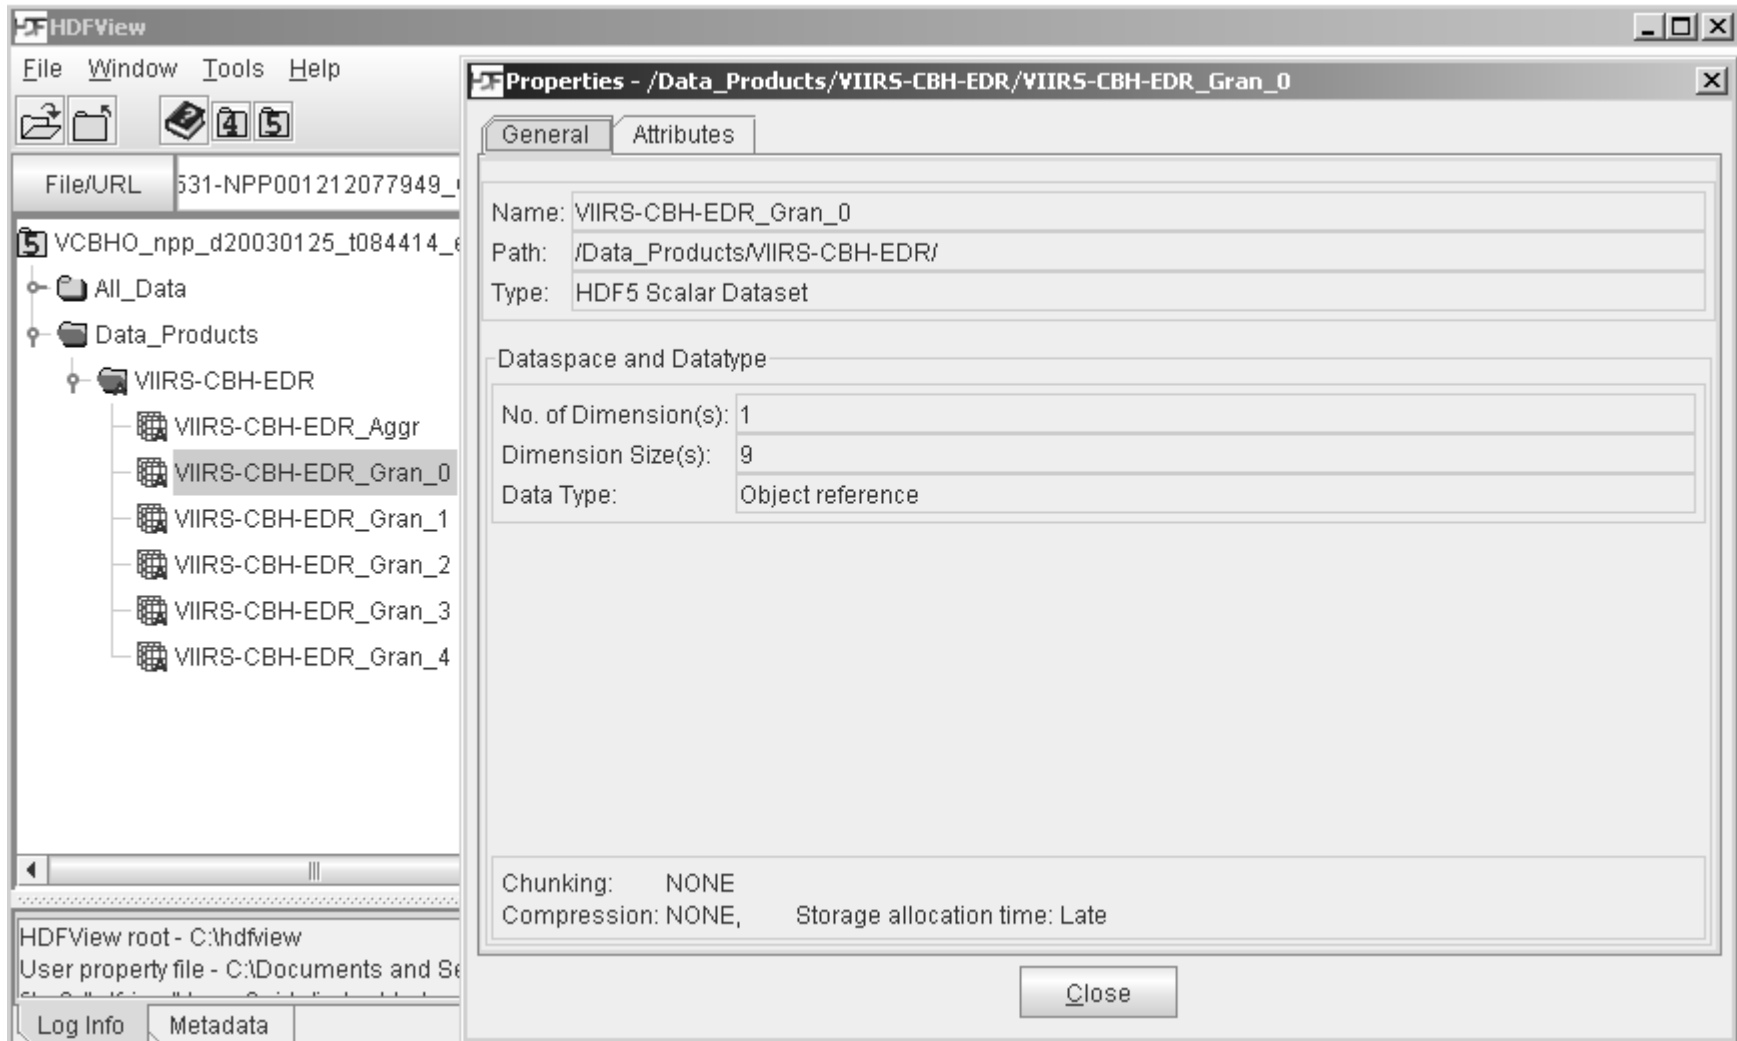 HDFView
File Window Tools Help
4 5
File/URL 531-NPP001212077949_
5 VCBHO_npp_d20030125_t084414_e
All_Data
Data_Products
VIIRS-CBH-EDR
VIIRS-CBH-EDR_Aggr
VIIRS-CBH-EDR_Gran_0
VIIRS-CBH-EDR_Gran_1
VIIRS-CBH-EDR_Gran_2
VIIRS-CBH-EDR_Gran_3
VIIRS-CBH-EDR_Gran_4
HDFView root - C:\hdfview
User property file - C:\Documents and Se
Log Info Metadata
Properties - /Data_Products/VIIRS-CBH-EDR/VIIRS-CBH-EDR_Gran_0
General Attributes
Name: VIIRS-CBH-EDR_Gran_0
Path: /Data_Products/VIIRS-CBH-EDR/
Type: HDF5 Scalar Dataset
Dataspace and Datatype
No. of Dimension(s): 1
Dimension Size(s): 9
Data Type: Object reference
Chunking: NONE
Compression: NONE, Storage allocation time: Late
Close